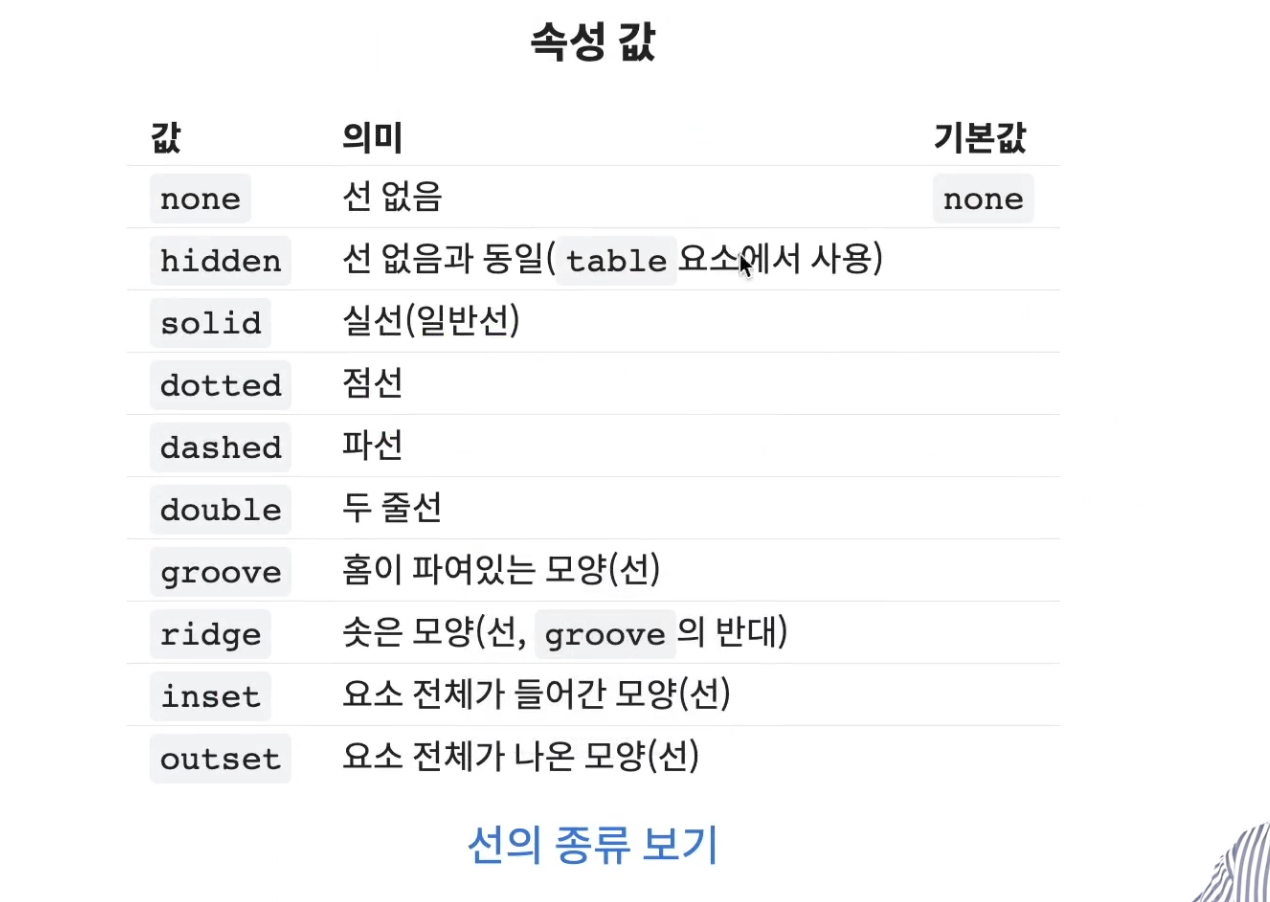 속성 값
값 의미 기본값
none 선 없음 none
hidden 선 없음과 동일( table 요소에서 사용)
solid 실선(일반선)
dotted 점선
dashed 파선
double 두 줄선
groove 홈이 파여있는 모양(선)
ridge 솟은 모양(선, groove 의 반대)
inset 요소 전체가 들어간 모양(선)
outset 요소 전체가 나온 모양(선)
선의 종류 보기